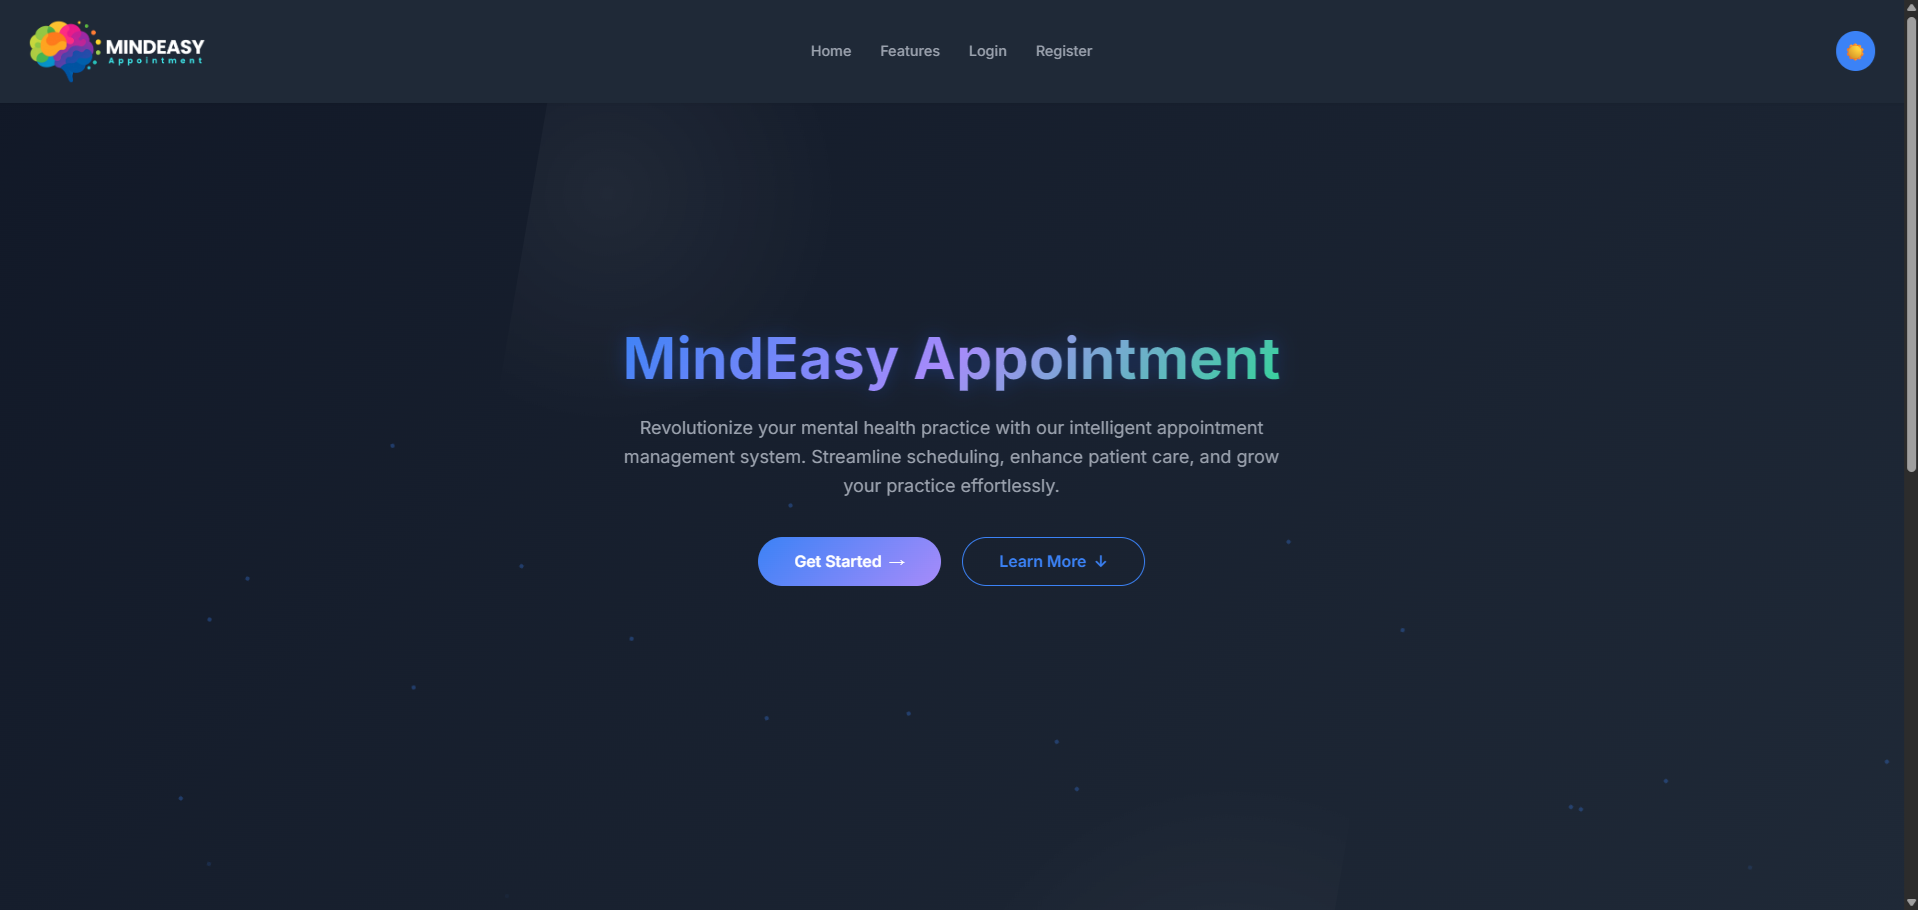 MINDEASY
Appointment
Home Features Login Register
MindEasy Appointment
Revolutionize your mental health practice with our intelligent appointment
management system. Streamline scheduling, enhance patient care, and grow
your practice effortlessly.
Get Started → Learn More ↓